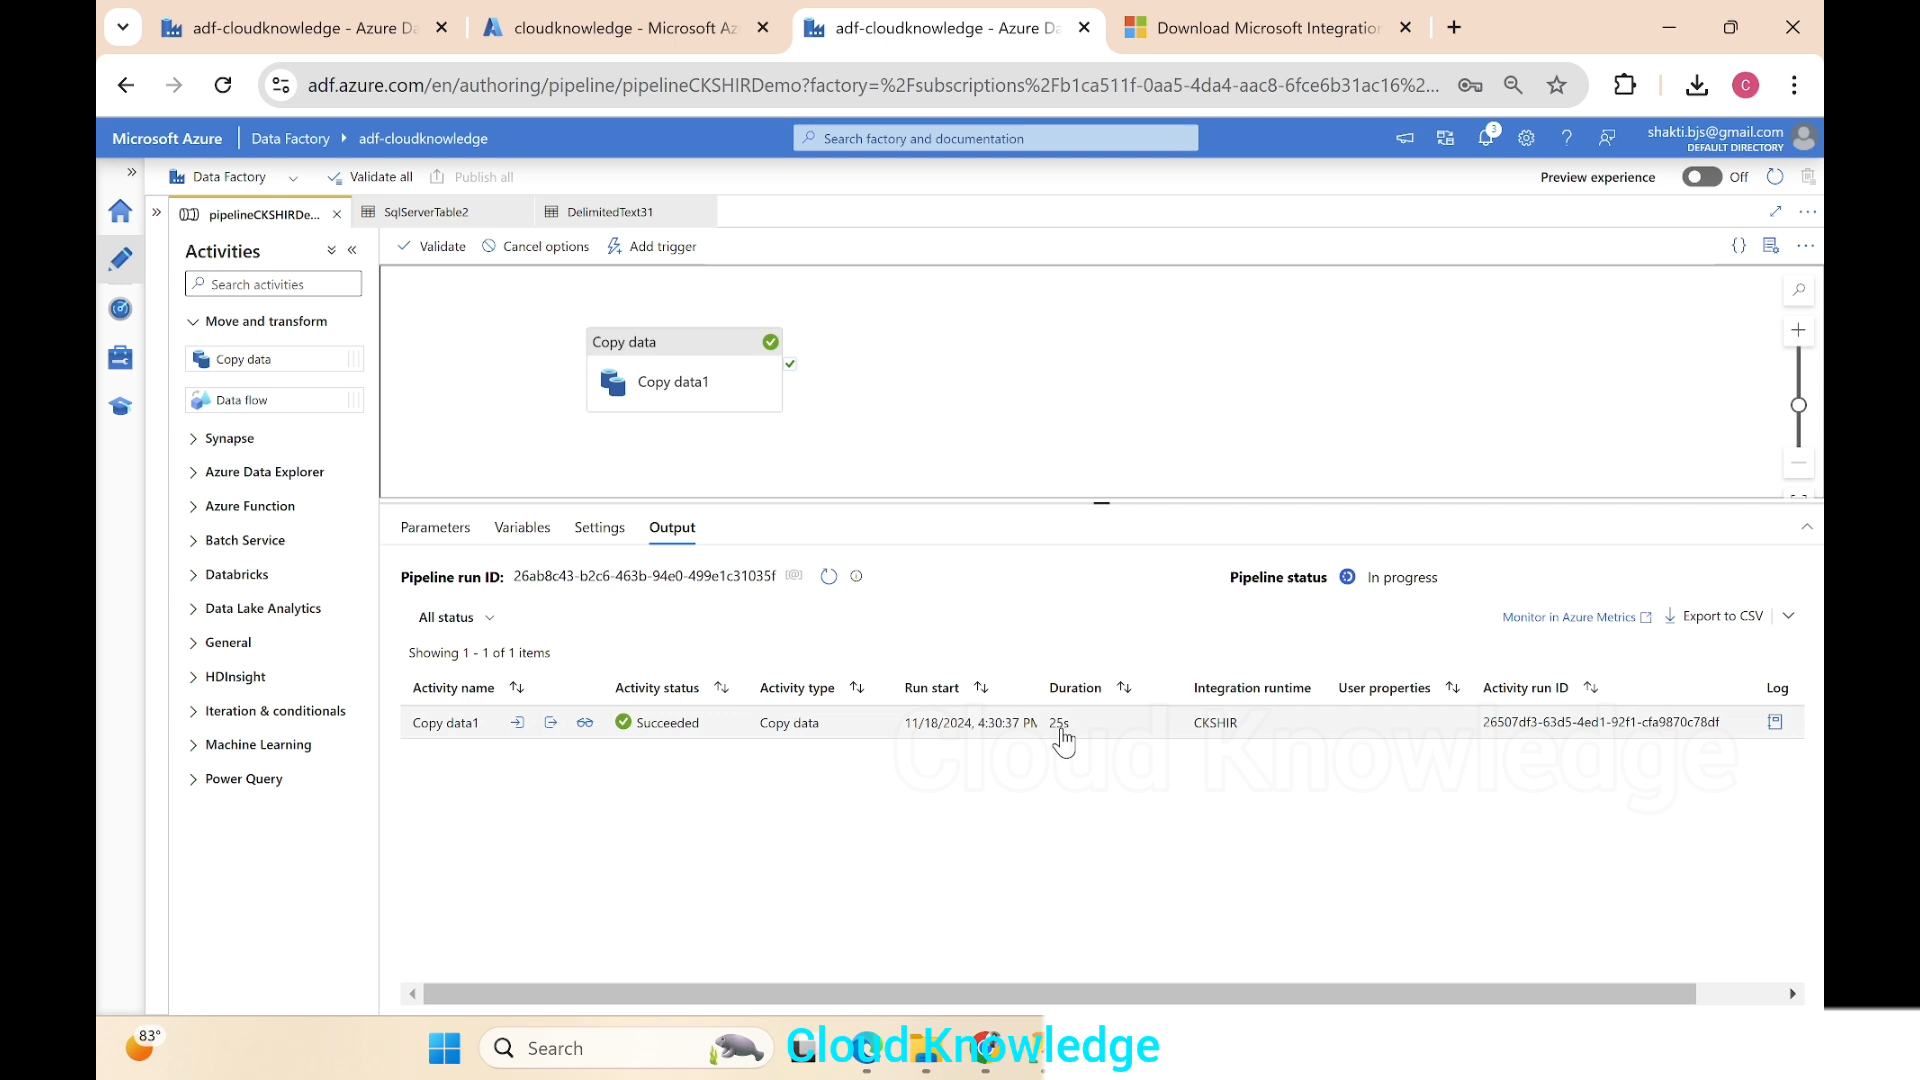 adf-cloudknowledge - Azure Da
cloudknowledge - Microsoft Az
adf-cloudknowledge - Azure Da
Download Microsoft Integration
adf.azure.com/en/authoring/pipeline/pipelineCKSHIRDemo?factory=%2Fsubscriptions%2Fb1ca511f-0aa5-4da4-aac8-6fce6b31ac16%2...
C
Microsoft Azure
Data Factory
adf-cloudknowledge
Search factory and documentation
3
shakti.bjs@gmail.com
DEFAULT DIRECTORY
Data Factory
Validate all
Publish all
Preview experience
Off
pipelineCKSHIRDe...
SqlServerTable2
DelimitedText31
Activities
Validate
Cancel options
Add trigger
Search activities
Move and transform
Copy data
Data flow
Synapse
Azure Data Explorer
Azure Function
Batch Service
Databricks
Data Lake Analytics
General
HDInsight
Iteration & conditionals
Machine Learning
Power Query
Copy data
Copy data1
Parameters
Variables
Settings
Output
Pipeline run ID: 26ab8c43-b2c6-463b-94e0-499e1c31035f
Pipeline status
In progress
All status
Monitor in Azure Metrics
Export to CSV
Showing 1 - 1 of 1 items
Activity name
Activity status
Activity type
Run start
Duration
Integration runtime
User properties
Activity run ID
Log
Copy data1
Succeeded
Copy data
11/18/2024, 4:30:37 PM
25s
CKSHIR
26507df3-63d5-4ed1-92f1-cfa9870c78df
Cloud Knowledge
83°
Search
Cloud Knowledge